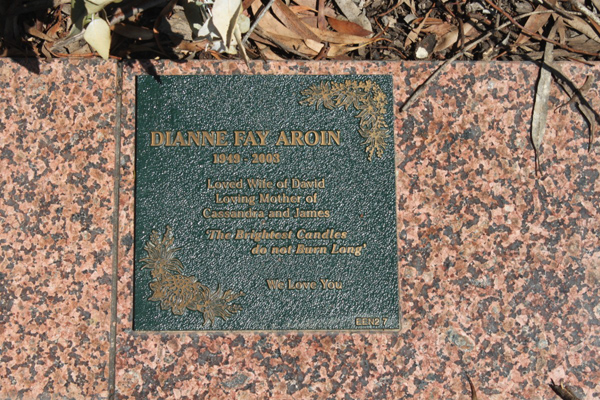 DIANNE FAY AROIN
1949 - 2003
Loved Wife of David
Loving Mother of
Cassandra and James
'The Brightest Candles
do not Burn Long'
We Love You